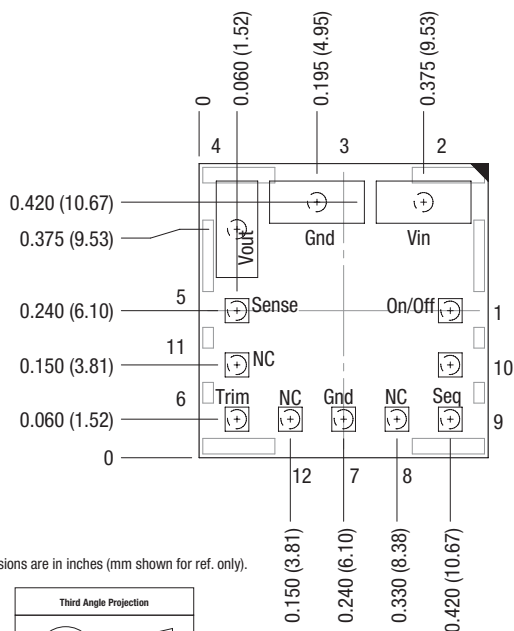 0
0.060 (1.52)
0.195 (4.95)
0.375 (9.53)
4
3
2
0.420 (10.67)
0.375 (9.53)
Vout
Gnd
Vin
0.240 (6.10)
5
Sense
On/Off
1
0.150 (3.81)
11
NC
10
0.060 (1.52)
6
Trim
NC
Gnd
NC
Seq
9
0
12
7
8
0.150 (3.81)
0.240 (6.10)
0.330 (8.38)
0.420 (10.67)
sions are in inches (mm shown for ref. only).
Third Angle Projection